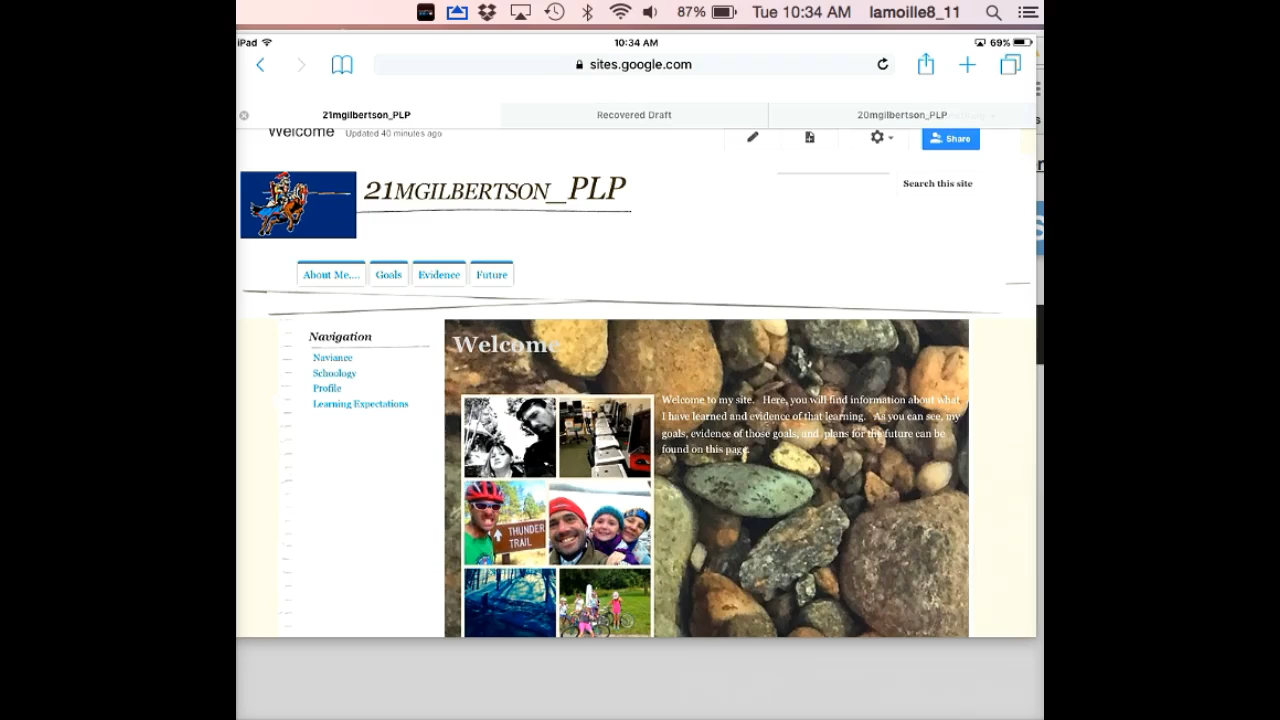 87% Tue 10:34 AM lamoille8_11
iPad 10:34 AM 69%
sites.google.com
21mgilbertson_PLP Recovered Draft 20mgilbertson_PLP
Welcome Updated 40 minutes ago Share
21MGILBERTSON_PLP
Search this site
About Me.... Goals Evidence Future
Navigation
Naviance
Schoology
Profile
Learning Expectations
Welcome
Welcome to my site. Here, you will find information about what
I have learned and evidence of that learning. As you can see, my
goals, evidence of those goals, and plans for the future can be
found on this page.
THUNDER
TRAIL